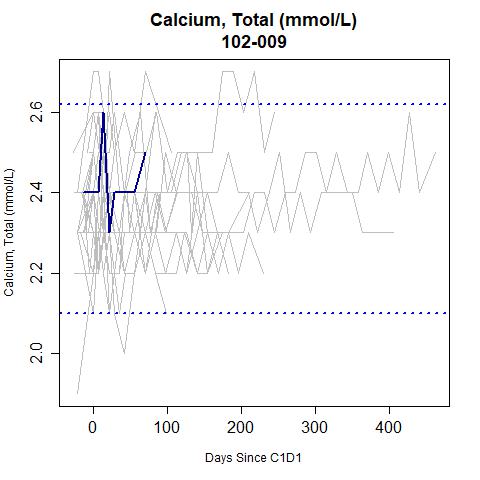 Calcium, Total (mmol/L)
102-009
Calcium, Total (mmol/L)
2.6
2.4
2.2
2.0
0 100 200 300 400
Days Since C1D1